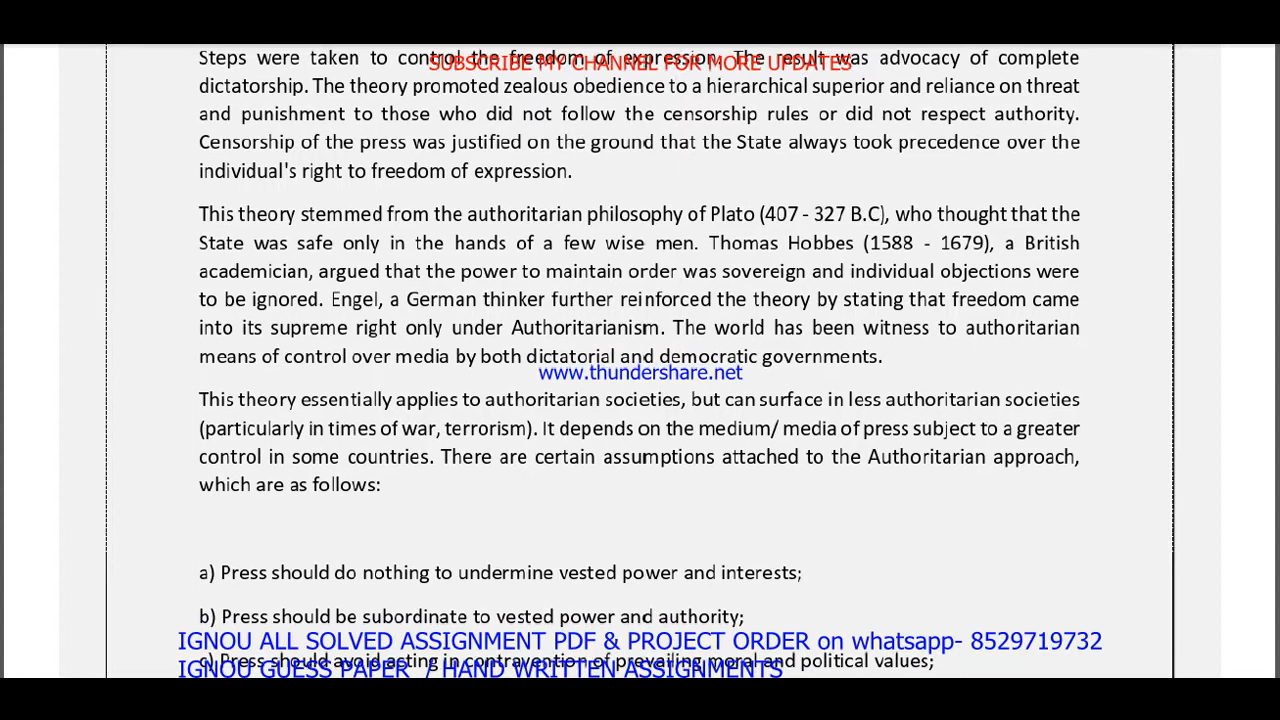 Steps were taken to control the freedom of expression. The result was advocacy of complete
SUBSCRIBE MY CHANNEL FOR MORE UPDATES
dictatorship. The theory promoted zealous obedience to a hierarchical superior and reliance on threat
and punishment to those who did not follow the censorship rules or did not respect authority.
Censorship of the press was justified on the ground that the State always took precedence over the
individual's right to freedom of expression.
This theory stemmed from the authoritarian philosophy of Plato (407 - 327 B.C), who thought that the
State was safe only in the hands of a few wise men. Thomas Hobbes (1588 - 1679), a British
academician, argued that the power to maintain order was sovereign and individual objections were
to be ignored. Engel, a German thinker further reinforced the theory by stating that freedom came
into its supreme right only under Authoritarianism. The world has been witness to authoritarian
means of control over media by both dictatorial and democratic governments.
www.thundershare.net
This theory essentially applies to authoritarian societies, but can surface in less authoritarian societies
(particularly in times of war, terrorism). It depends on the medium/ media of press subject to a greater
control in some countries. There are certain assumptions attached to the Authoritarian approach,
which are as follows:
a) Press should do nothing to undermine vested power and interests;
b) Press should be subordinate to vested power and authority;
IGNOU ALL SOLVED ASSIGNMENT PDF & PROJECT ORDER on whatsapp- 8529719732
c) Press should avoid acting in contravention of prevailing moral and political values;
IGNOU GUESS PAPER / HAND WRITTEN ASSIGNMENTS